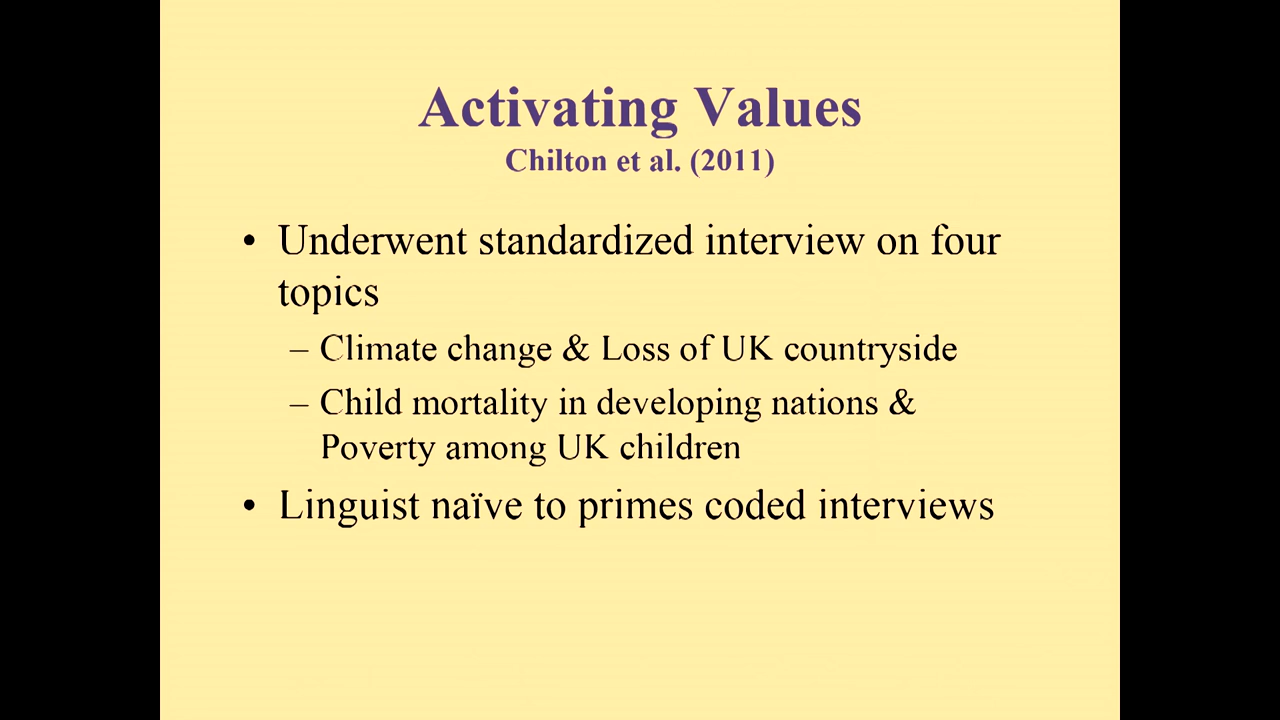 Activating Values
Chilton et al. (2011)
• Underwent standardized interview on four
topics
– Climate change & Loss of UK countryside
– Child mortality in developing nations &
Poverty among UK children
• Linguist naïve to primes coded interviews